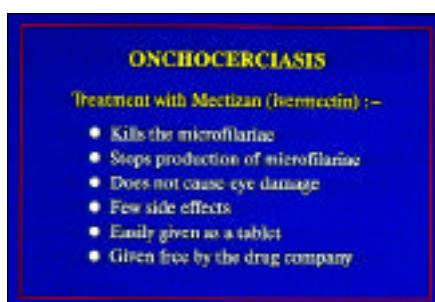 ONCHOCERCIASIS
Treatment with Mectizan (Ivermectin) :–
Kills the microfilariae
Stops production of microfilariae
Does not cause eye damage
Few side effects
Easily given as a tablet
Given free by the drug company